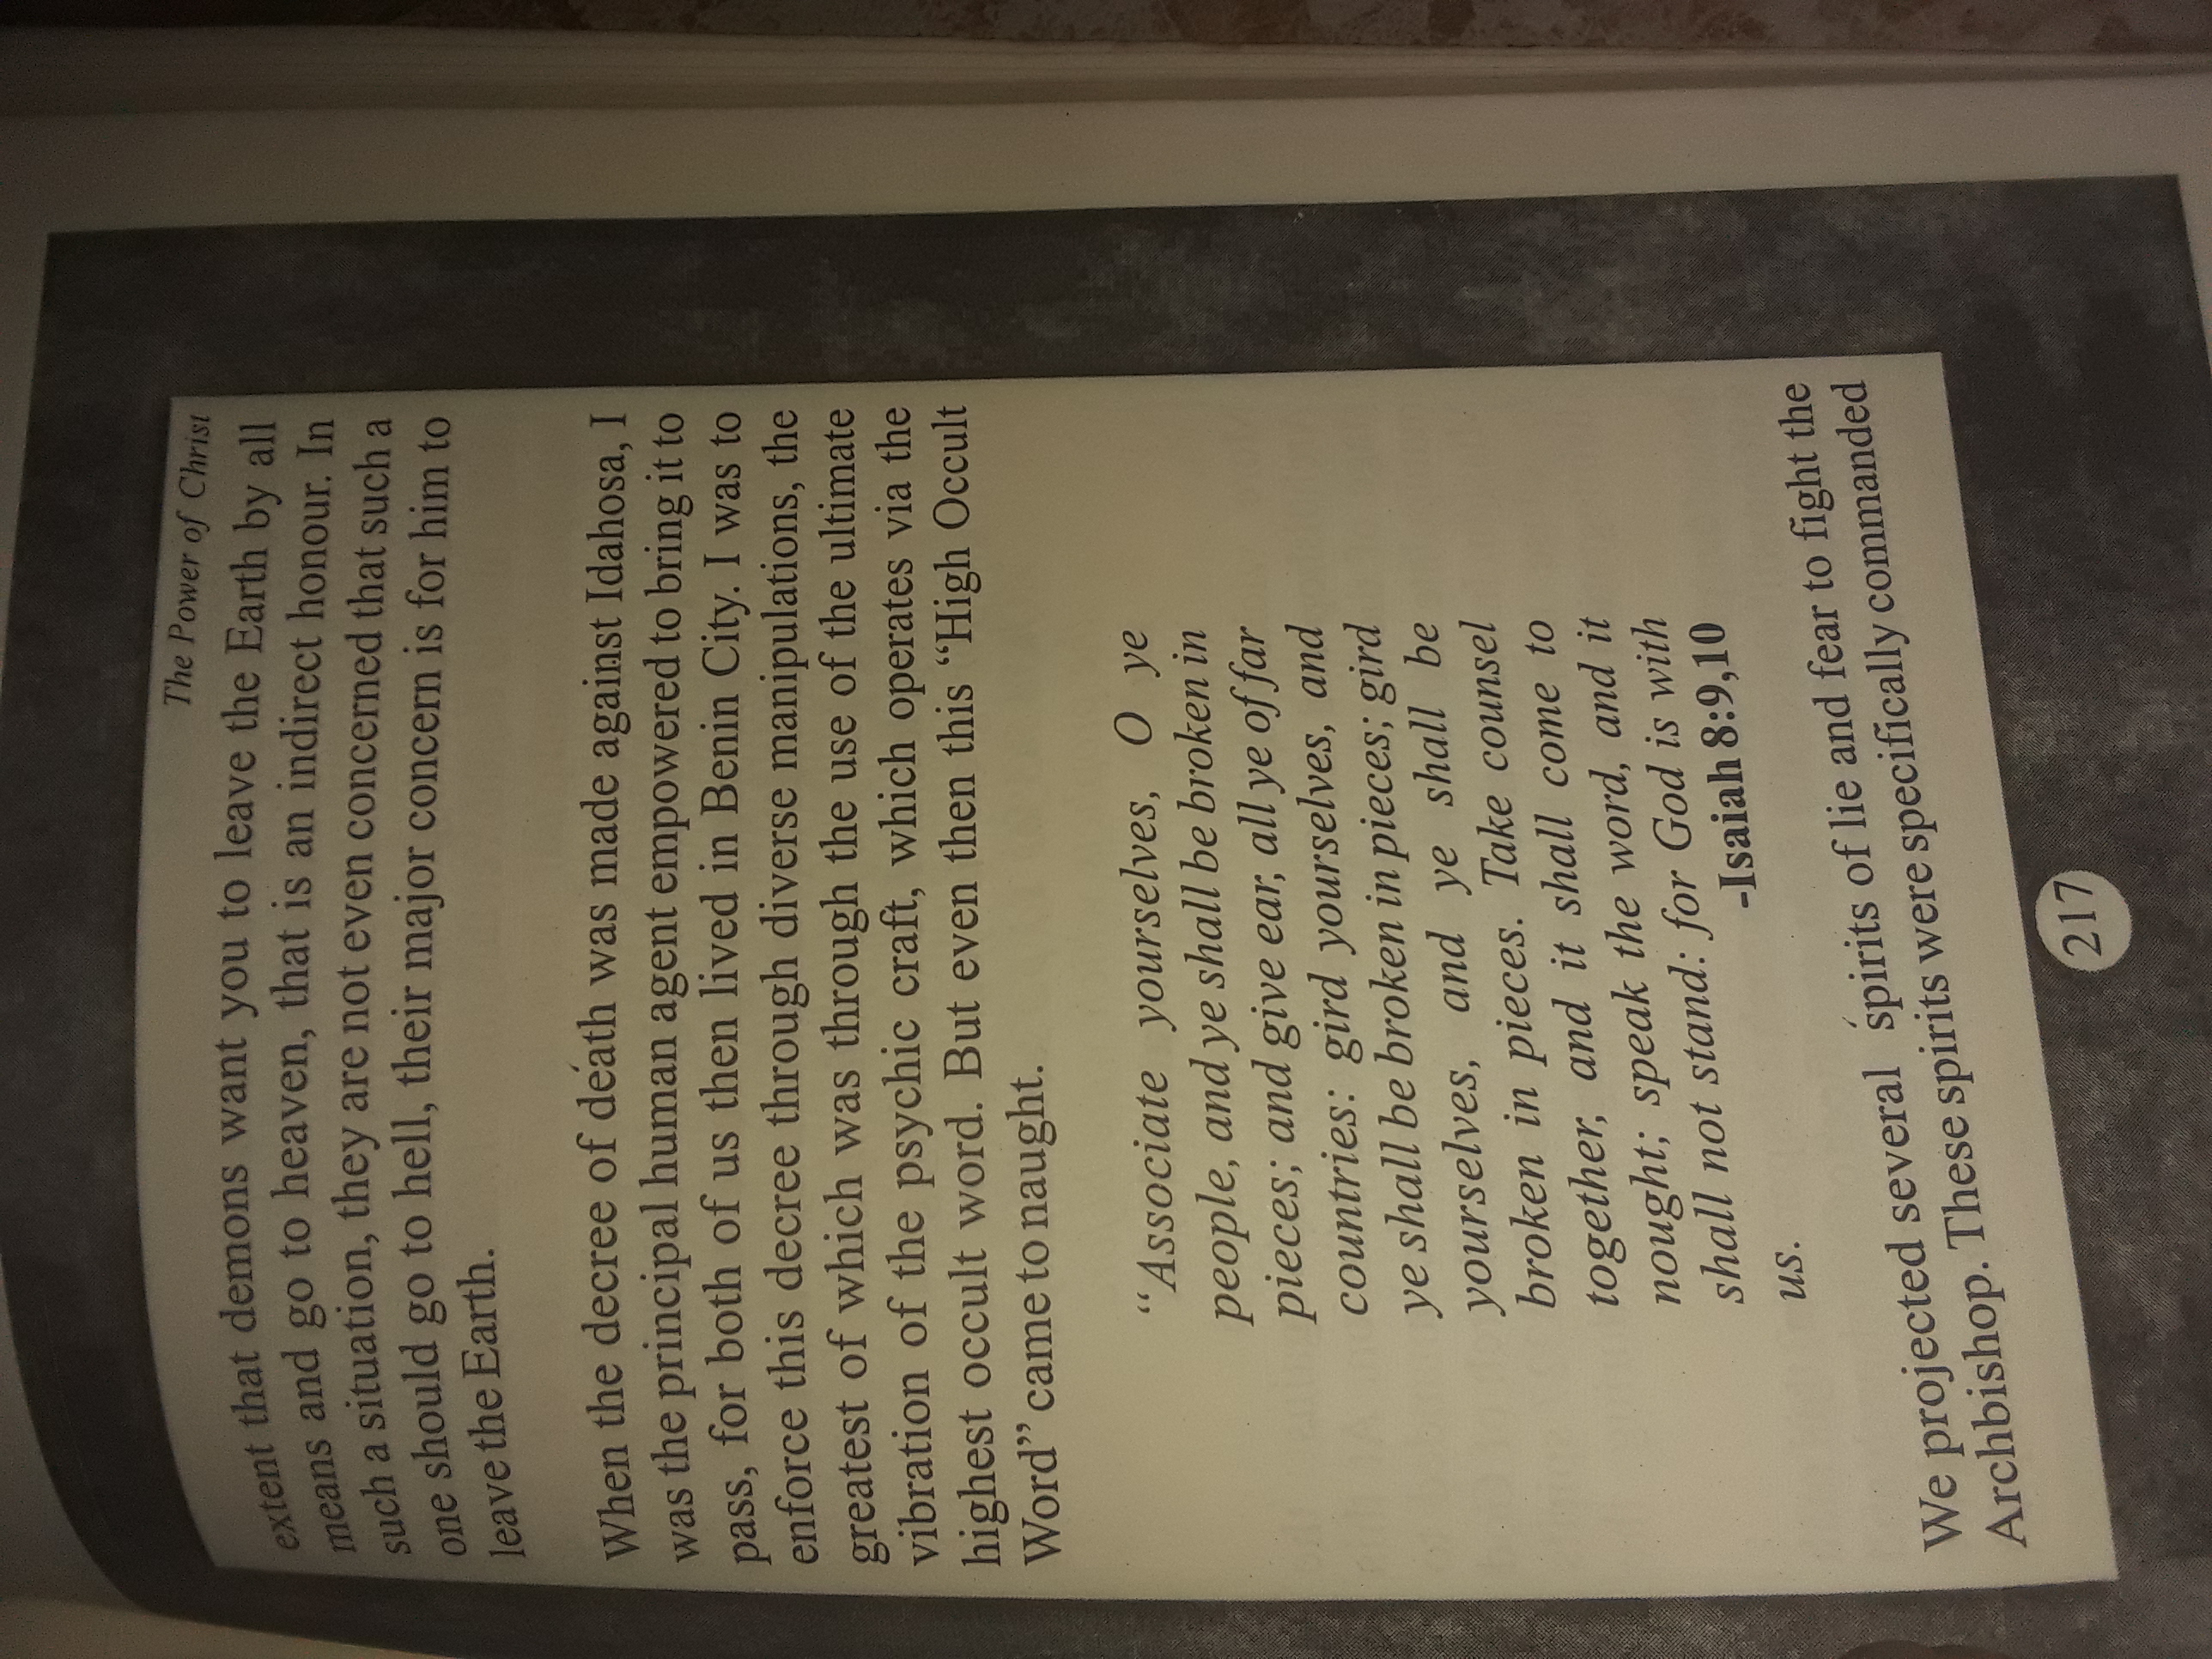 The Power of Christ
extent that demons want you to leave the Earth by all
means and go to heaven, that is an indirect honour. In
such a situation, they are not even concerned that such a
one should go to hell, their major concern is for him to
leave the Earth.
When the decree of death was made against Idahosa, I
was the principal human agent empowered to bring it to
pass, for both of us then lived in Benin City. I was to
enforce this decree through diverse manipulations, the
greatest of which was through the use of the ultimate
vibration of the psychic craft, which operates via the
highest occult word. But even then this “High Occult
Word” came to naught.
“Associate yourselves, O ye
people, and ye shall be broken in
pieces; and give ear, all ye of far
countries: gird yourselves, and
ye shall be broken in pieces; gird
yourselves, and ye shall be
broken in pieces. Take counsel
together, and it shall come to
nought; speak the word, and it
shall not stand: for God is with
us.
-Isaiah 8:9,10
We projected several spirits of lie and fear to fight the
Archbishop. These spirits were specifically commanded
217